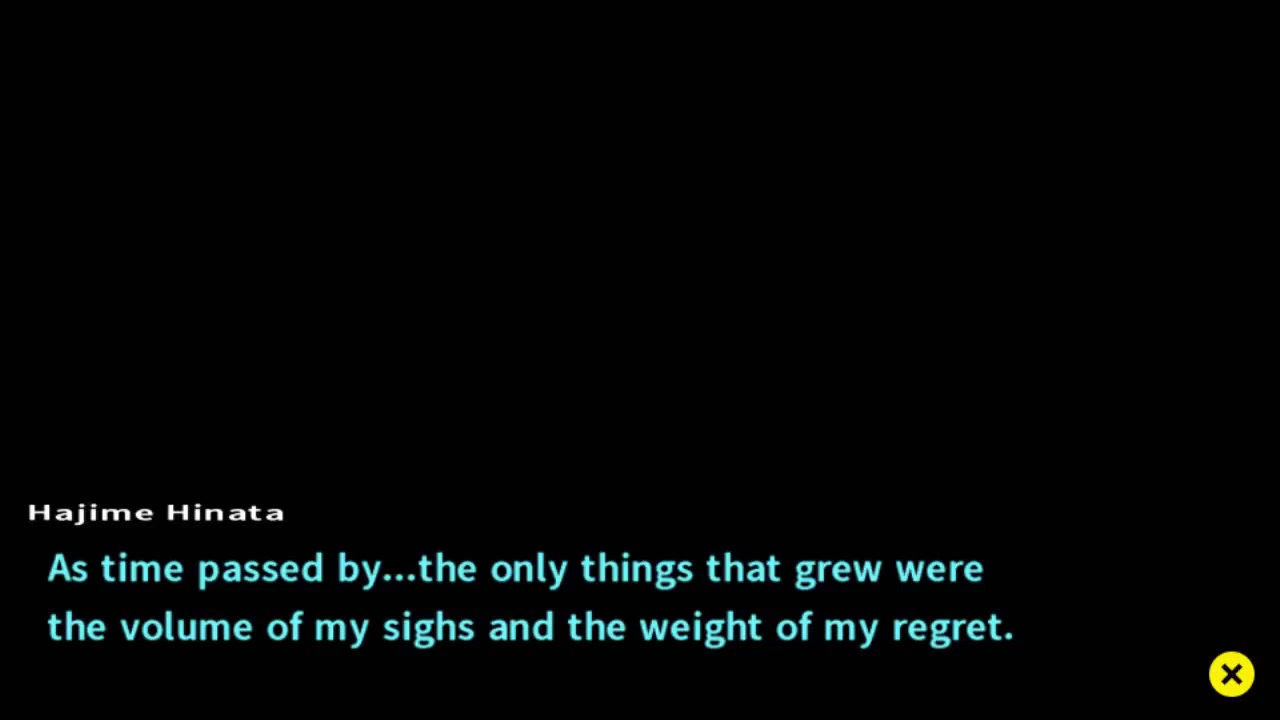 Hajime Hinata
As time passed by...the only things that grew were
the volume of my sighs and the weight of my regret.